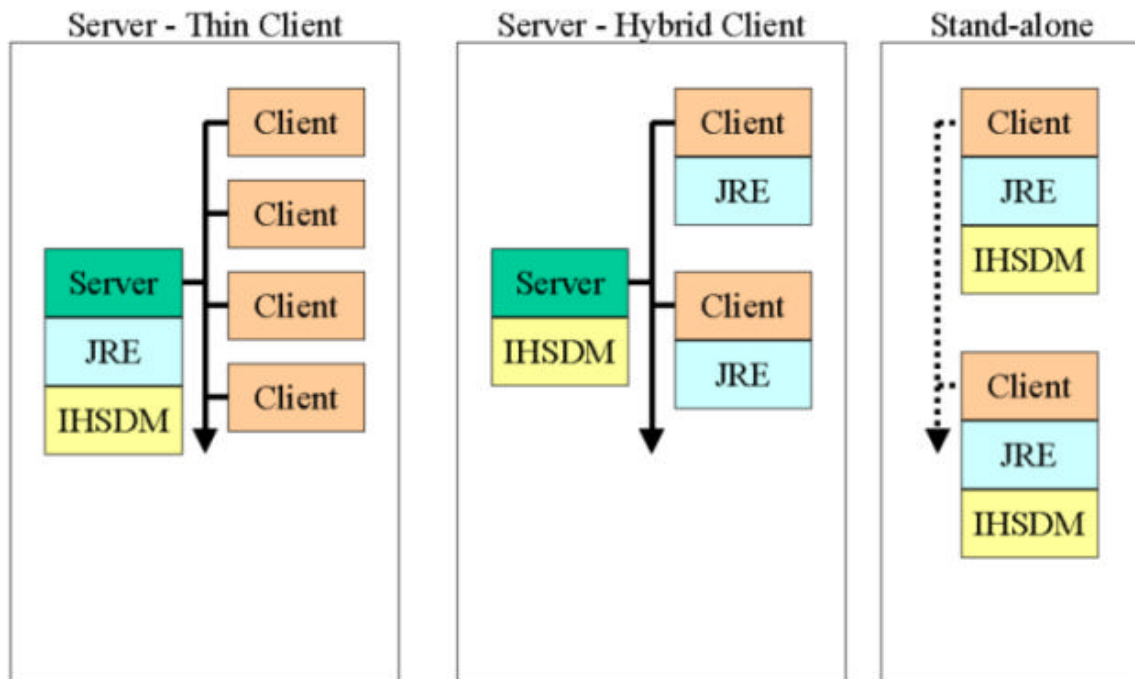 Server - Thin Client
Client
Client
Server
Client
JRE
Client
IHSDM
Server - Hybrid Client
Client
JRE
Server
Client
IHSDM
JRE
Stand-alone
Client
JRE
IHSDM
Client
JRE
IHSDM